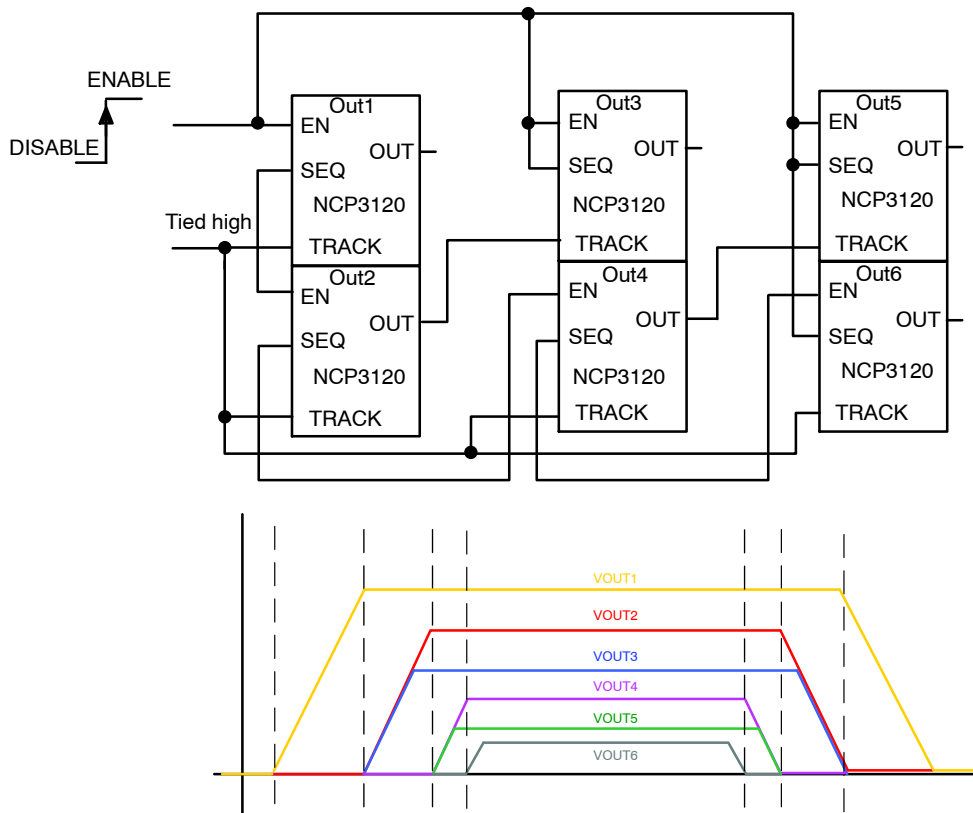 ENABLE
DISABLE
Tied high
Out1
EN
OUT
SEQ
NCP3120
TRACK
Out2
EN
OUT
SEQ
NCP3120
TRACK
Out3
EN
OUT
SEQ
NCP3120
TRACK
Out4
EN
OUT
SEQ
NCP3120
TRACK
Out5
EN
OUT
SEQ
NCP3120
TRACK
Out6
EN
OUT
SEQ
NCP3120
TRACK
VOUT1
VOUT2
VOUT3
VOUT4
VOUT5
VOUT6